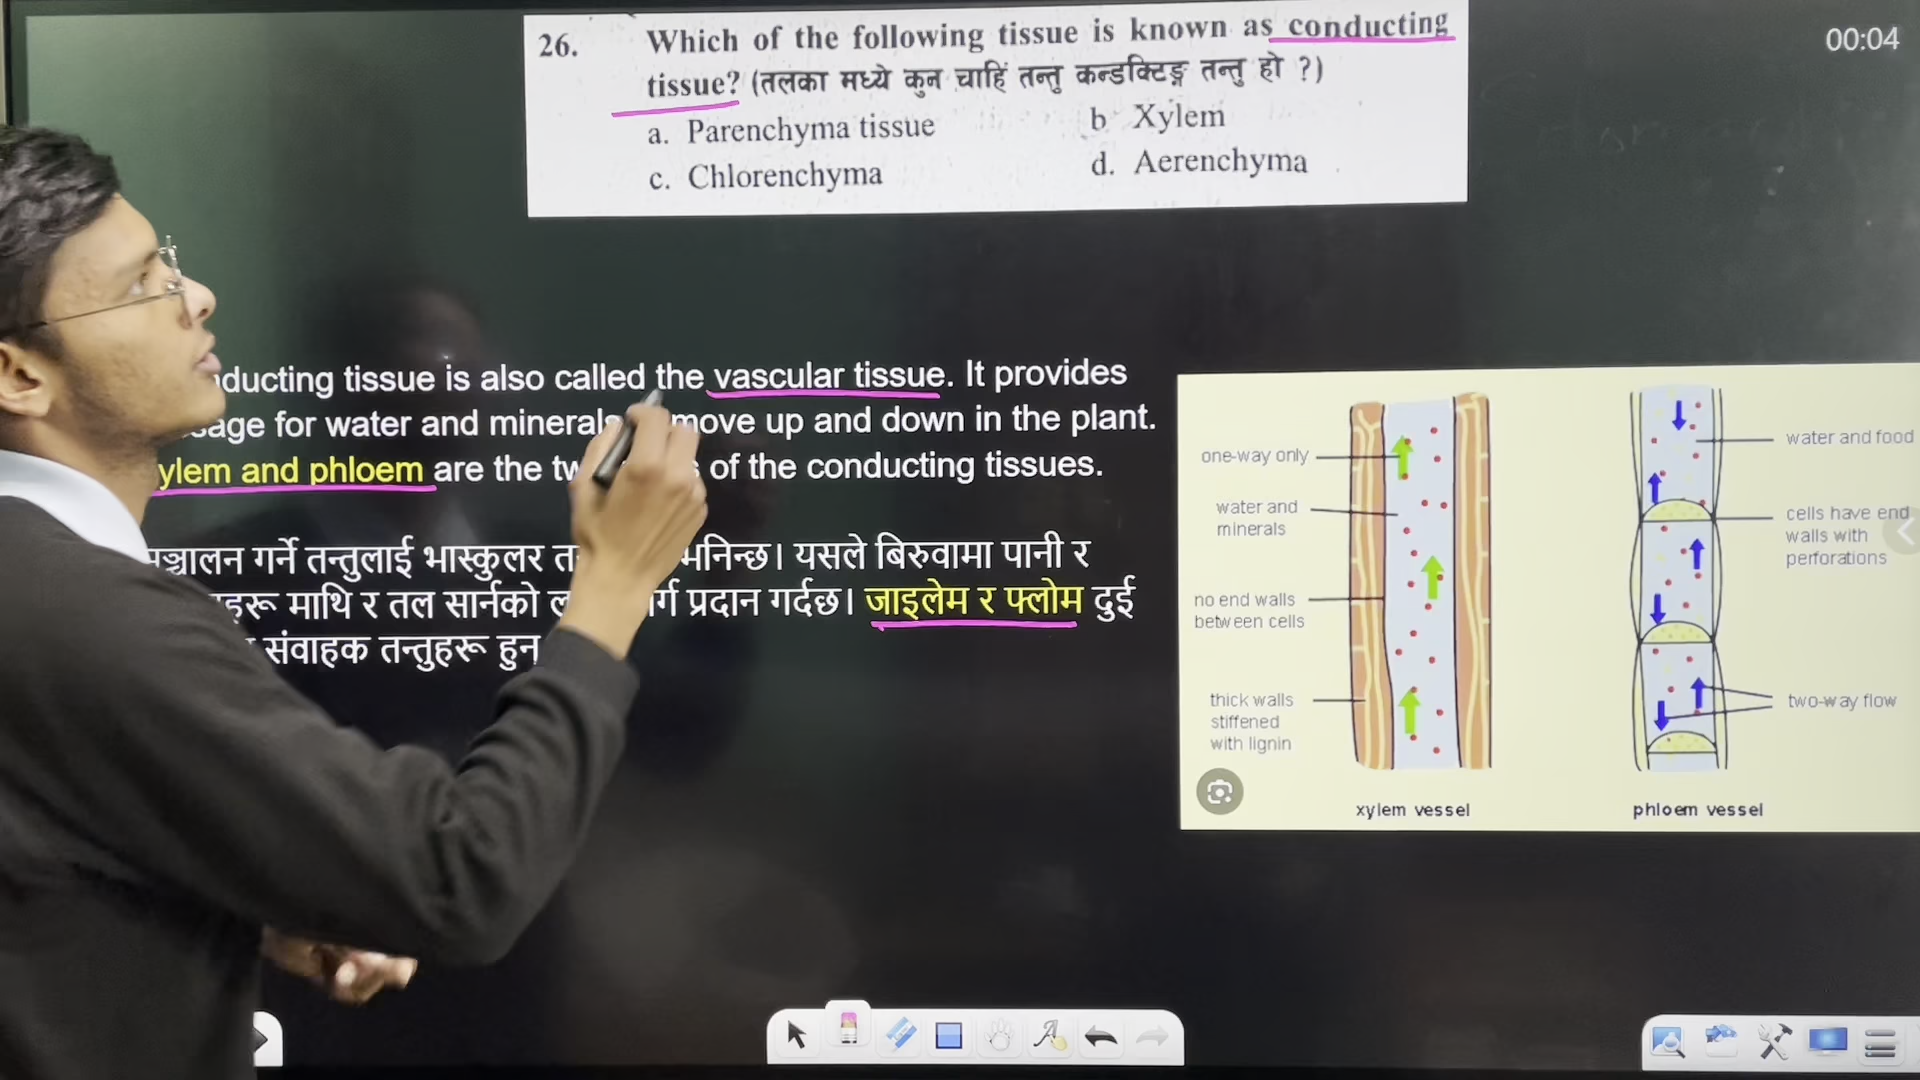 26. Which of the following tissue is known as conducting
tissue? (तलका मध्ये कुन चाहिं तन्तु कन्डक्टिङ्ग तन्तु हो ?)
a. Parenchyma tissue b Xylem
c. Chlorenchyma d. Aerenchyma
00:04
ducting tissue is also called the vascular tissue. It provides
sage for water and minerals move up and down in the plant.
ylem and phloem are the of the conducting tissues.
ञ्चालन गर्ने तन्तुलाई भास्कुलर भनिन्छ। यसले बिरुवामा पानी र
हरू माथि र तल सार्नको प्रदान गर्दछ। जाइलेम र फ्लोम दुई
संवाहक तन्तुहरू हुन्
one-way only
water and
minerals
no end walls
between cells
thick walls
stiffened
with lignin
xylem vessel
water and food
cells have end
walls with
perforations
two-way flow
phloem vessel